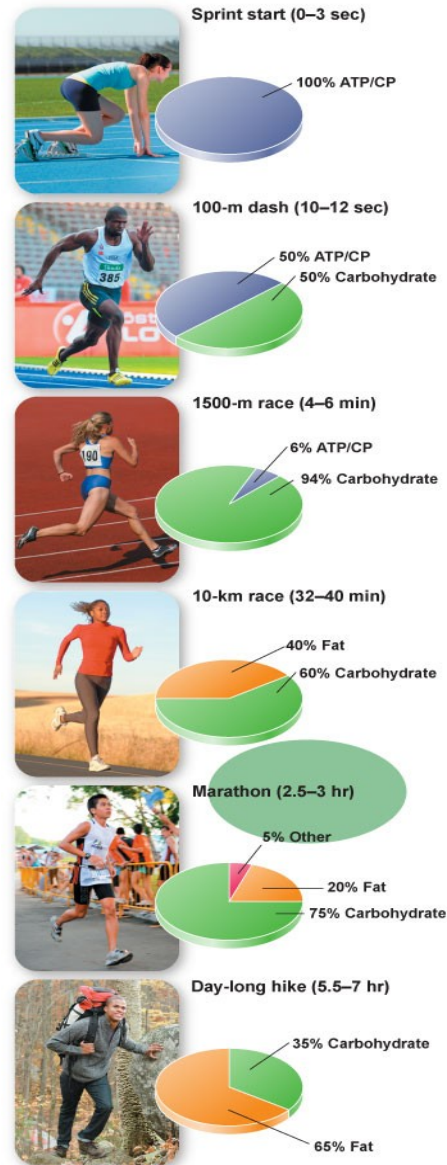 Sprint start (0–3 sec)
100% ATP/CP
100-m dash (10–12 sec)
50% ATP/CP
50% Carbohydrate
385
1500-m race (4–6 min)
6% ATP/CP
94% Carbohydrate
190
10-km race (32–40 min)
40% Fat
60% Carbohydrate
Marathon (2.5–3 hr)
5% Other
20% Fat
75% Carbohydrate
Day-long hike (5.5–7 hr)
35% Carbohydrate
65% Fat